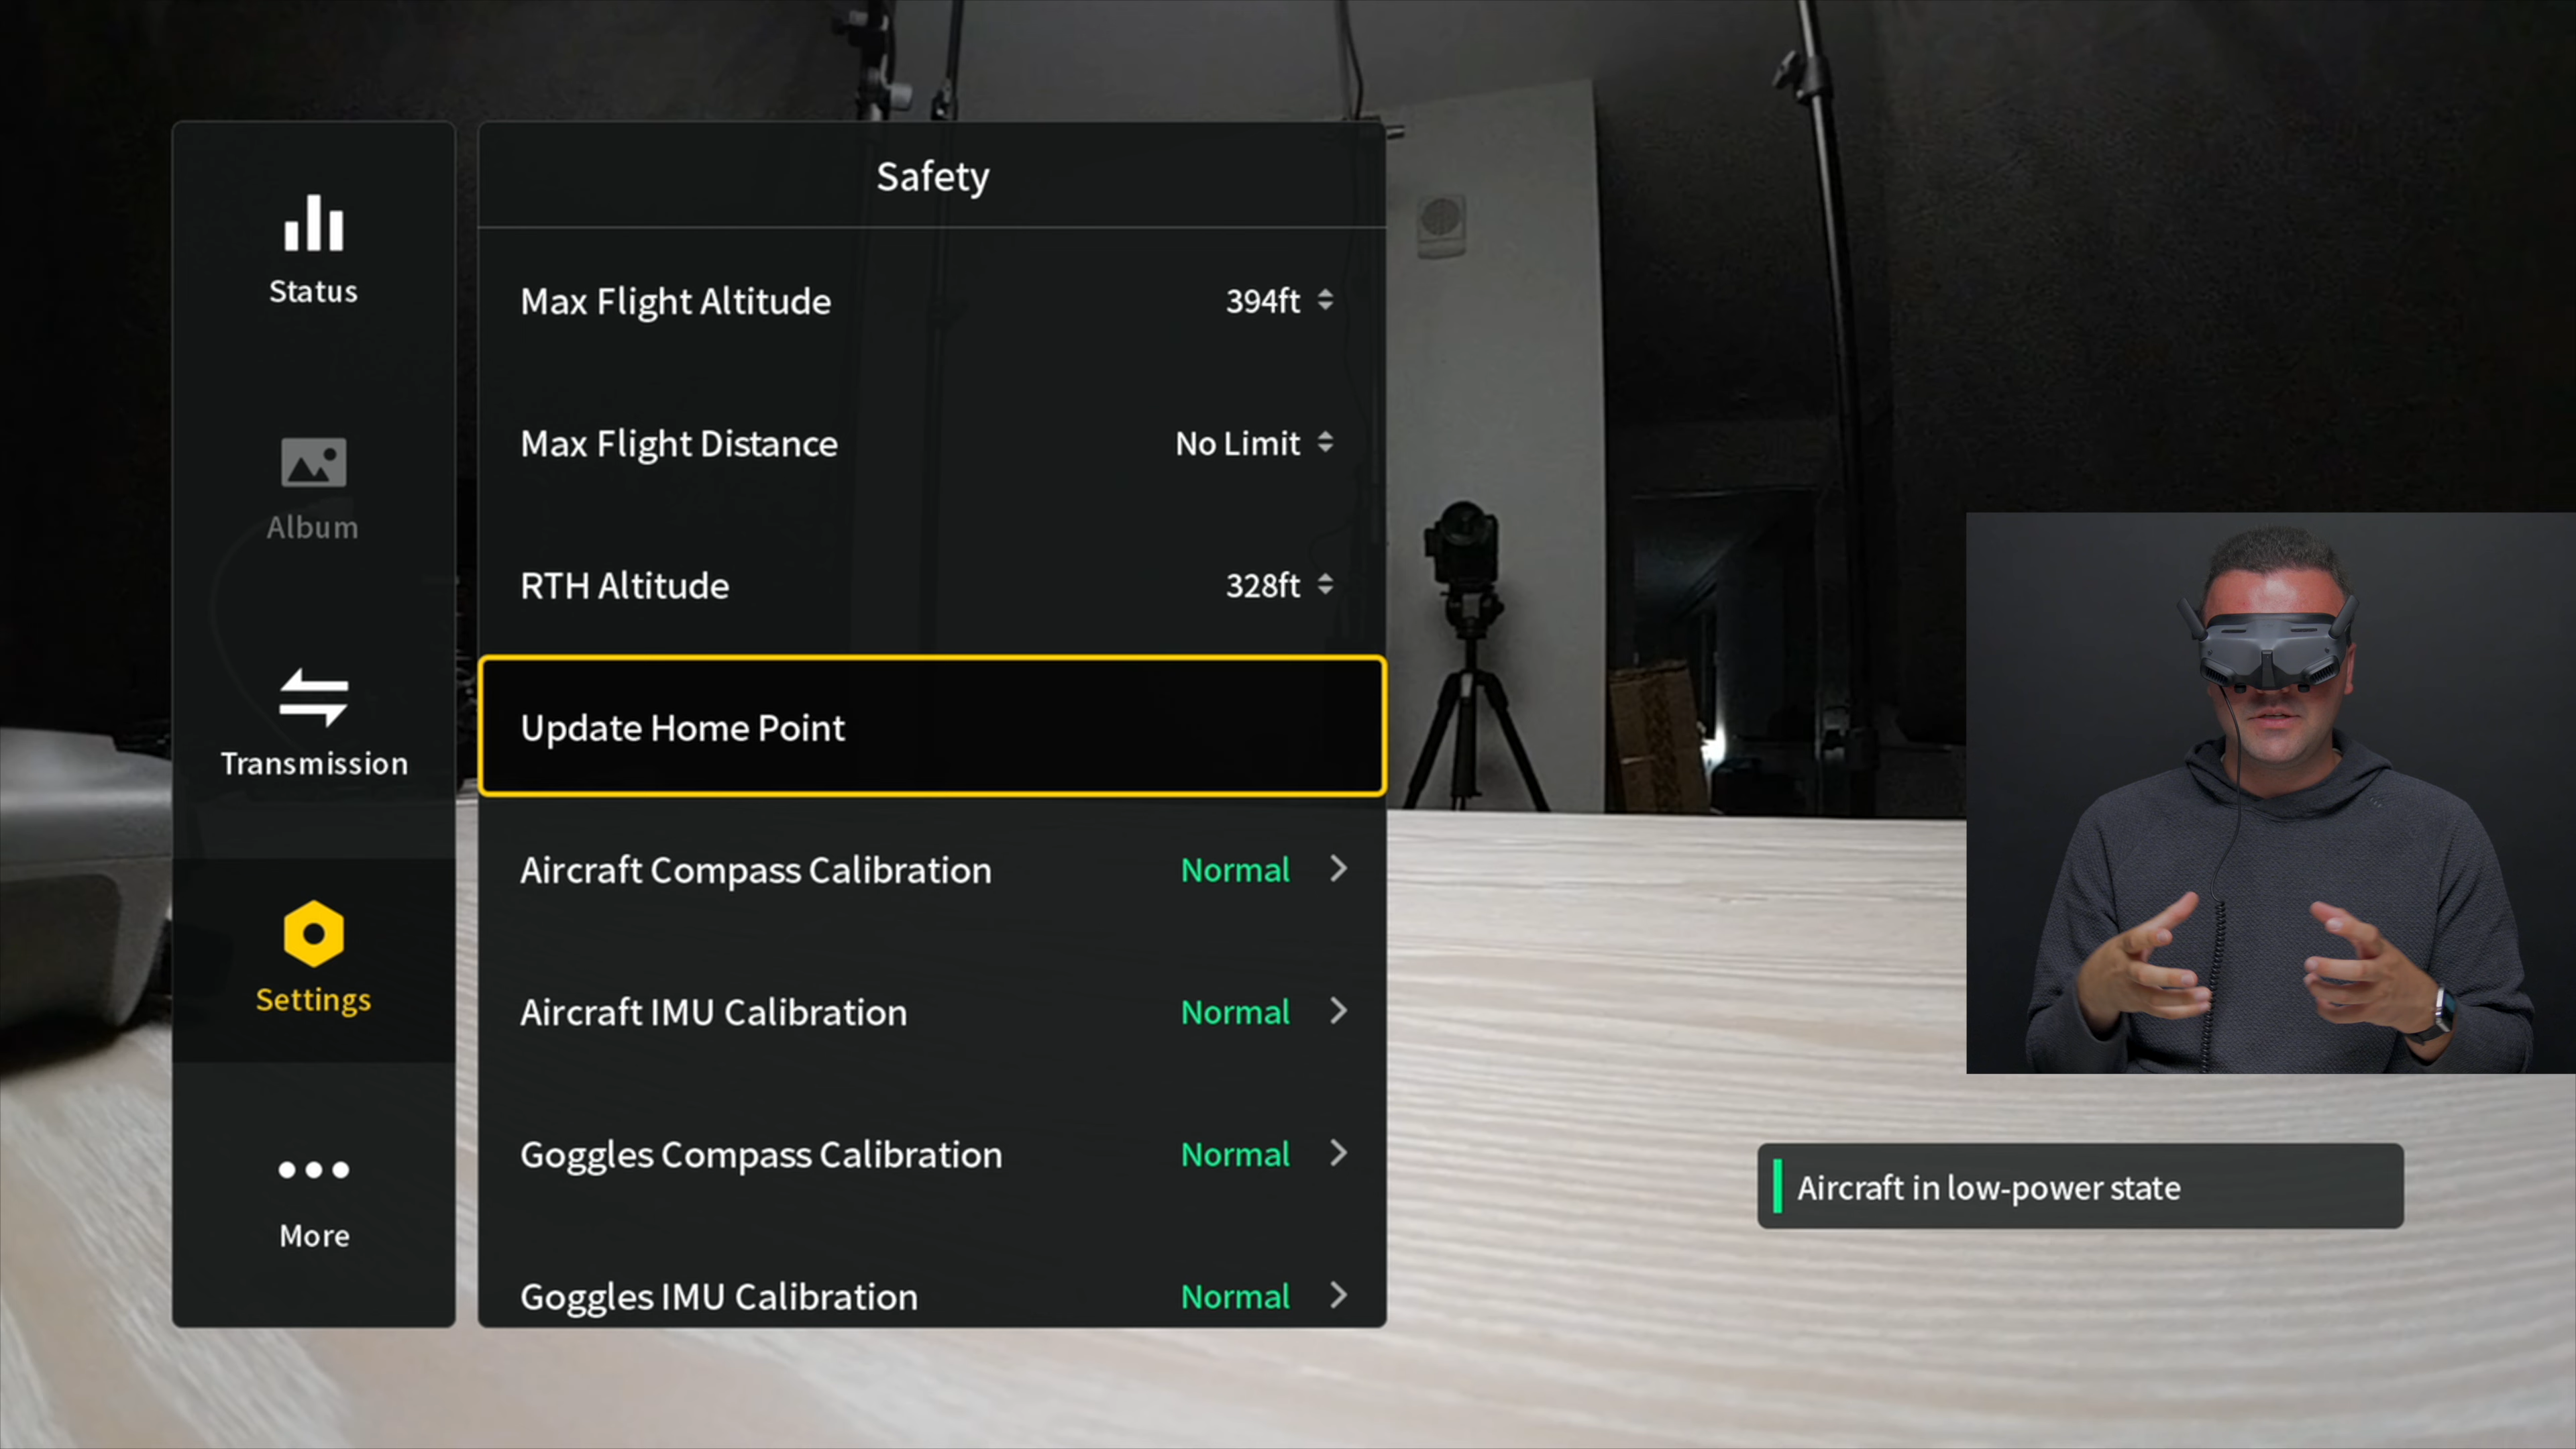 Status
Album
Transmission
Settings
More
Safety
Max Flight Altitude 394ft
Max Flight Distance No Limit
RTH Altitude 328ft
Update Home Point
Aircraft Compass Calibration Normal
Aircraft IMU Calibration Normal
Goggles Compass Calibration Normal
Goggles IMU Calibration Normal
Aircraft in low-power state